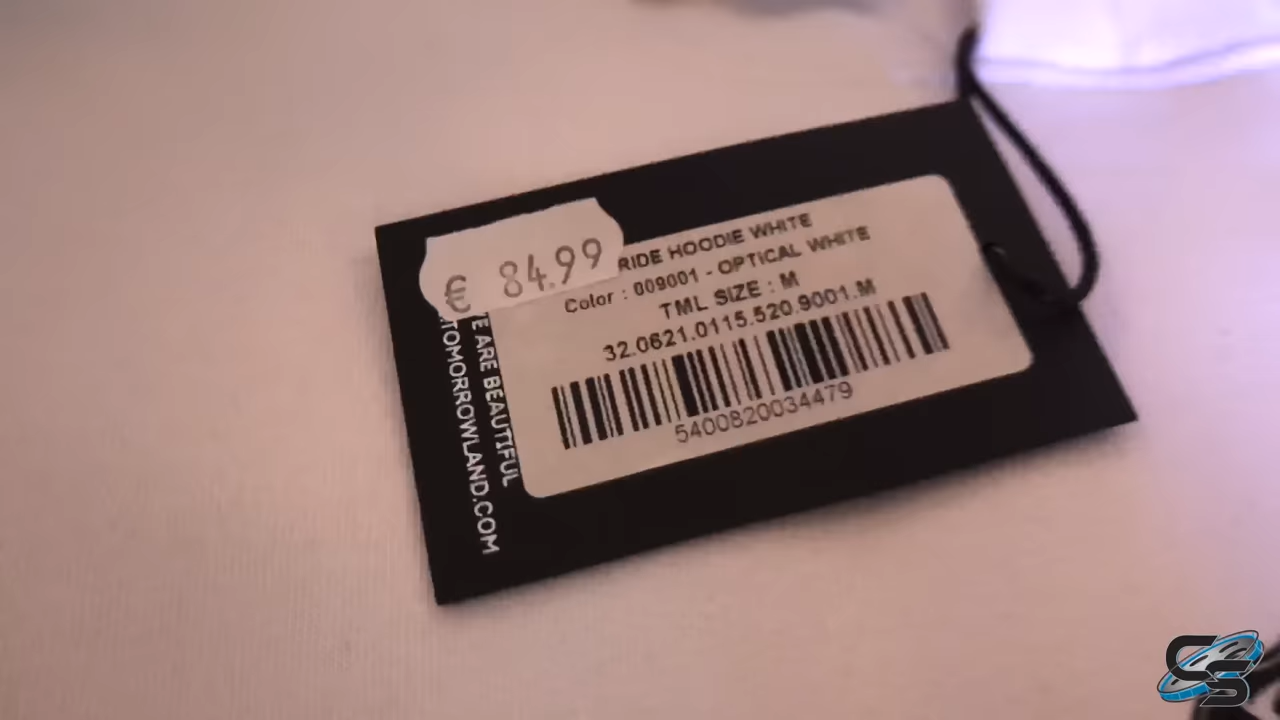 € 84.99
RIDE HOODIE WHITE
Color : 009001 - OPTICAL WHITE
TML SIZE : M
32.0621.0115.520.9001.M
5400820034479
ARE BEAUTIFUL
TOMORROWLAND.COM
CS